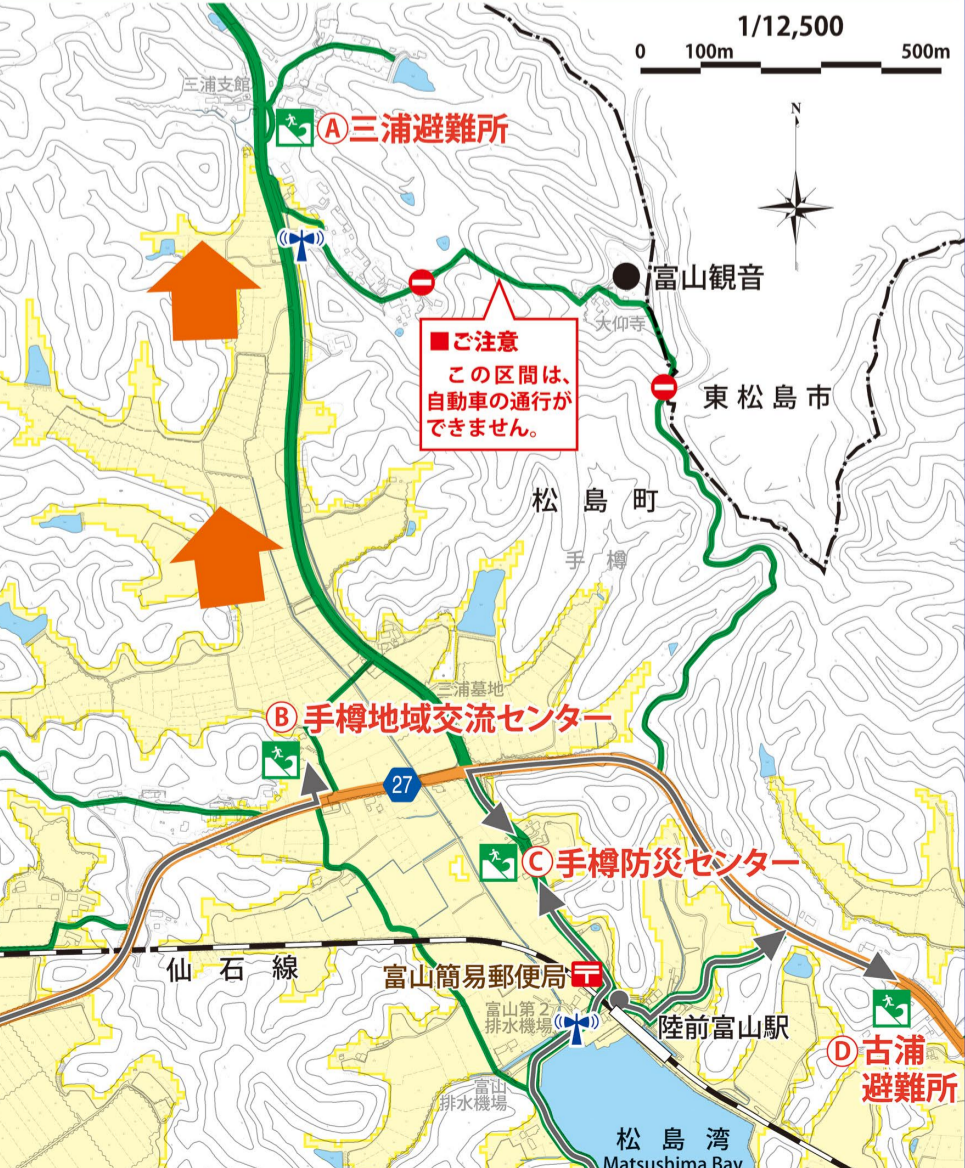 1/12,500
0 100m 500m
N
三浦支館
Ⓐ三浦避難所
富山観音
大仰寺
■ご注意
この区間は、
自動車の通行が
できません。
東松島市
松島町
手樽
三浦墓地
Ⓑ手樽地域交流センター
27
Ⓒ手樽防災センター
仙石線
富山簡易郵便局
〒
富山第2
排水機場
陸前富山駅
Ⓓ古浦
避難所
富山
排水機場
松島湾
Matsushima Bay